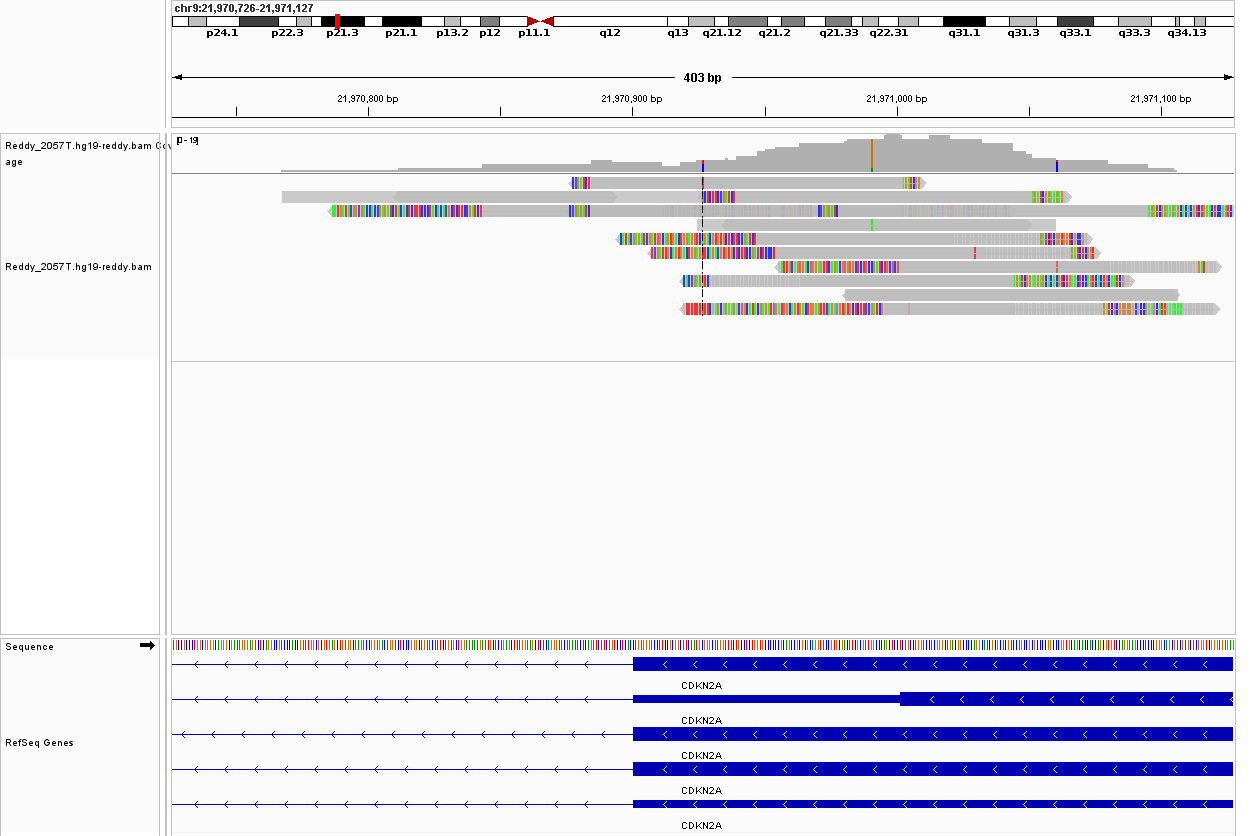 chr9:21,970,726-21,971,127
p24.1 p22.3 p21.3 p21.1 p13.2 p12 p11.1 q12 q13 q21.12 q21.2 q21.33 q22.31 q31.1 q31.3 q33.1 q33.3 q34.13
403 bp
21,970,800 bp 21,970,900 bp 21,971,000 bp 21,971,100 bp
Reddy_2057T.hg19-reddy.bam Cov
age
[0 - 19]
Reddy_2057T.hg19-reddy.bam
Sequence
CDKN2A
CDKN2A
RefSeq Genes
CDKN2A
CDKN2A
CDKN2A